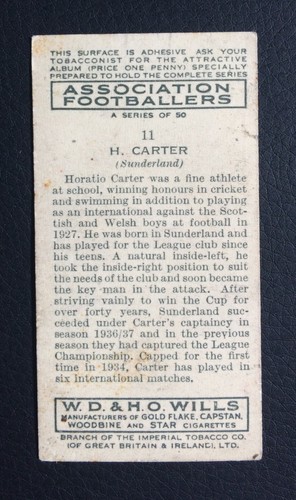 THIS SURFACE IS ADHESIVE ASK YOUR
TOBACCONIST FOR THE ATTRACTIVE
ALBUM (PRICE ONE PENNY) SPECIALLY
PREPARED TO HOLD THE COMPLETE SERIES
ASSOCIATION
FOOTBALLERS
A SERIES OF 50
11
H. CARTER
(Sunderland)
Horatio Carter was a fine athlete
at school, winning honours in cricket
and swimming in addition to playing
as an international against the Scot-
tish and Welsh boys at football in
1927. He was born in Sunderland and
has played for the League club since
his teens. A natural inside-left, he
took the inside-right position to suit
the needs of the club and soon became
the key man in the attack. After
striving vainly to win the Cup for
over forty years, Sunderland suc-
ceeded under Carter's captaincy in
season 1936/37 and in the previous
season they had captured the League
Championship. Capped for the first
time in 1934, Carter has played in
six International matches.
W. D. & H. O. WILLS
MANUFACTURERS OF GOLD FLAKE, CAPSTAN,
WOODBINE AND STAR CIGARETTES
BRANCH OF THE IMPERIAL TOBACCO CO.
(OF GREAT BRITAIN & IRELAND), LTD.